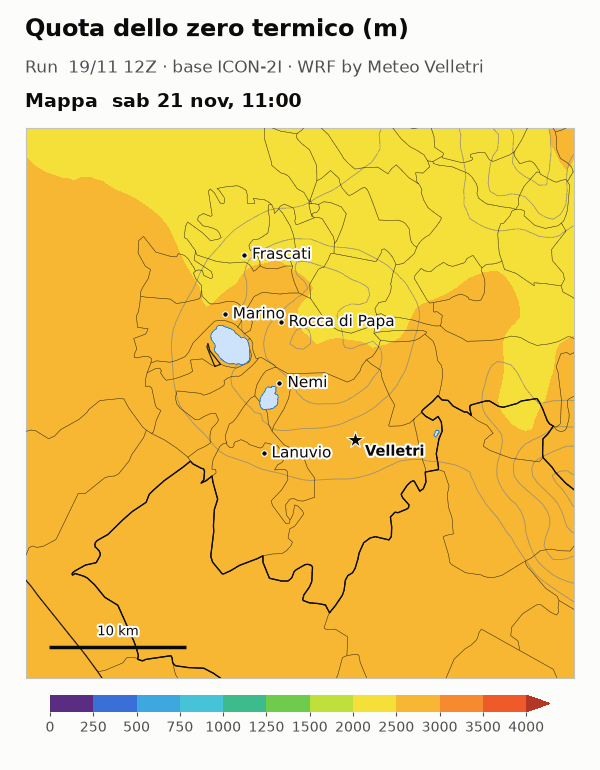 Quota dello zero termico (m)
Run  19/11 12Z · base ICON-2I · WRF by Meteo Velletri
Mappa  sab 21 nov, 11:00
Frascati
Marino
Rocca di Papa
Nemi
Velletri
Lanuvio
10 km
0 250 500 750 1000 1250 1500 2000 2500 3000 3500 4000